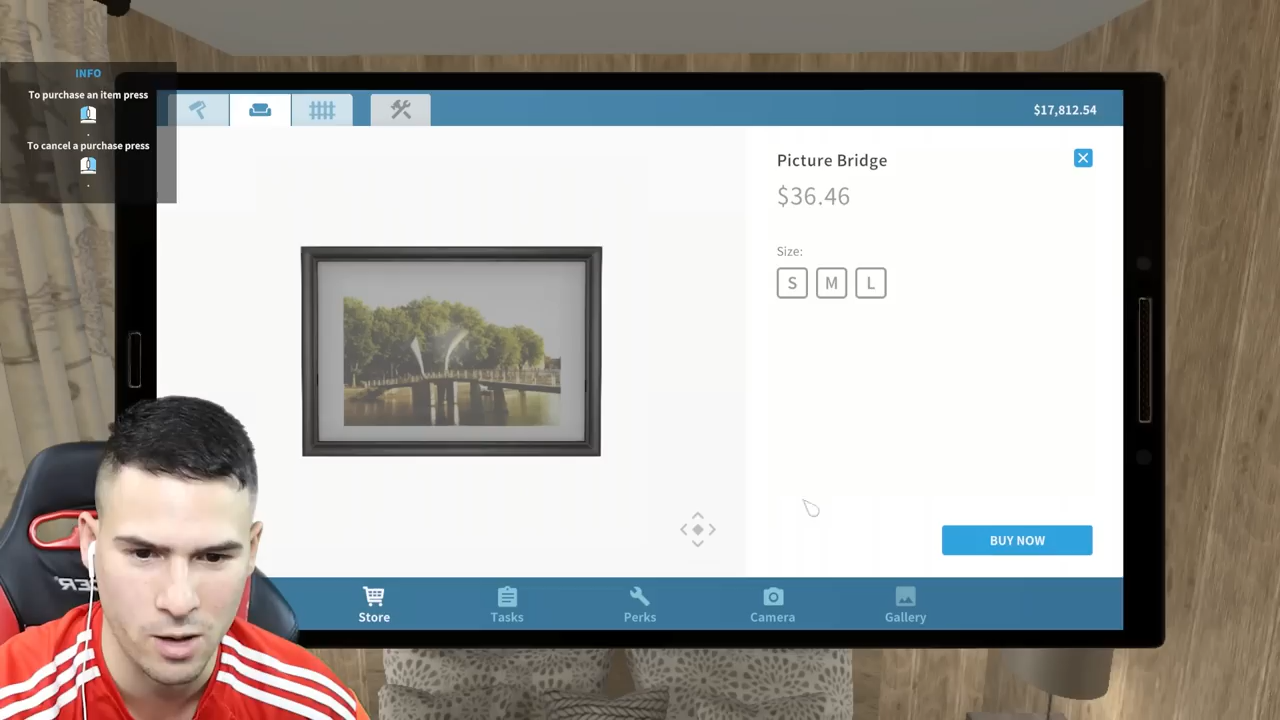 INFO
To purchase an item press
.
To cancel a purchase press
.
$17,812.54
Picture Bridge
$36.46
Size:
S M L
BUY NOW
Store
Tasks
Perks
Camera
Gallery